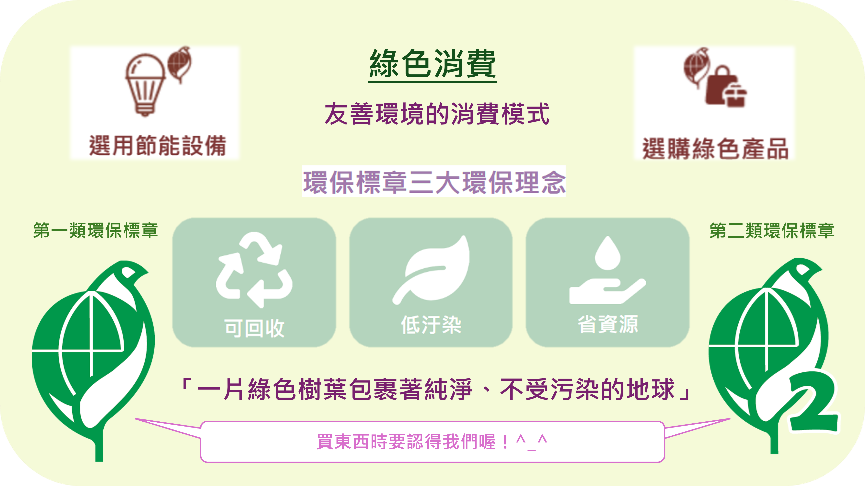 綠色消費
友善環境的消費模式
選用節能設備
選購綠色產品
環保標章三大環保理念
第一類環保標章
第二類環保標章
可回收
低汙染
省資源
2
「一片綠色樹葉包裹著純淨、不受污染的地球」
買東西時要認得我們喔！^_^